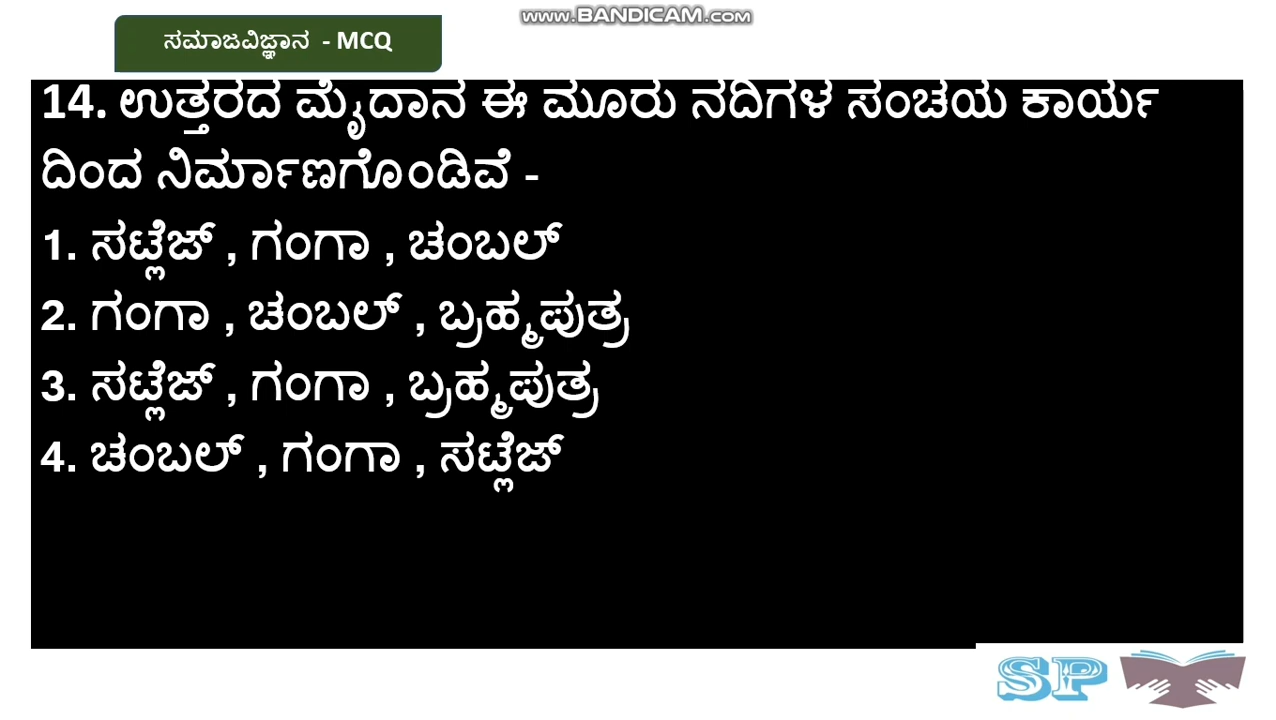 www.BANDICAM.com
ಸಮಾಜವಿಜ್ಞಾನ - MCQ
14. ಉತ್ತರದ ಮೈದಾನ ಈ ಮೂರು ನದಿಗಳ ಸಂಚಯ ಕಾರ್ಯ
ದಿಂದ ನಿರ್ಮಾಣಗೊಂಡಿವೆ -
1. ಸಟ್ಲೆಜ್ , ಗಂಗಾ , ಚಂಬಲ್
2. ಗಂಗಾ , ಚಂಬಲ್ , ಬ್ರಹ್ಮಪುತ್ರ
3. ಸಟ್ಲೆಜ್ , ಗಂಗಾ , ಬ್ರಹ್ಮಪುತ್ರ
4. ಚಂಬಲ್ , ಗಂಗಾ , ಸಟ್ಲೆಜ್
SP